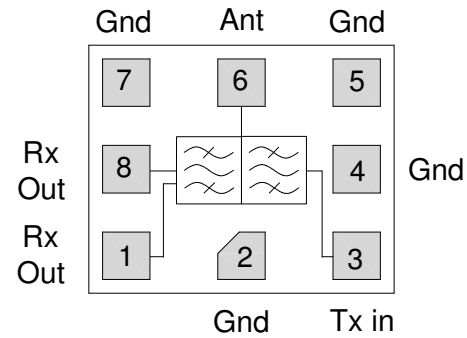 Gnd Ant Gnd
7 6 5
Rx
Out
8 4 Gnd
Rx
Out
1 2 3
Gnd Tx in